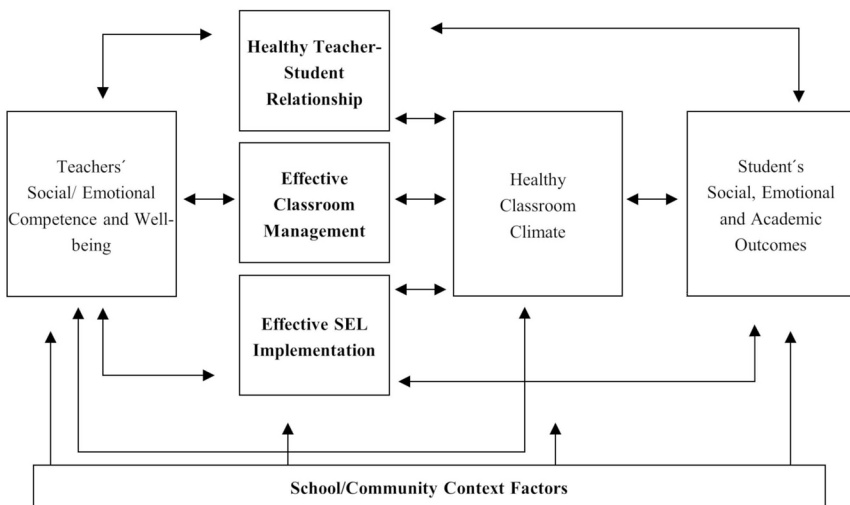 Healthy Teacher-
Student
Relationship
Teachers´
Social/ Emotional
Competence and Well-
being
Effective
Classroom
Management
Healthy
Classroom
Climate
Student´s
Social, Emotional
and Academic
Outcomes
Effective SEL
Implementation
School/Community Context Factors